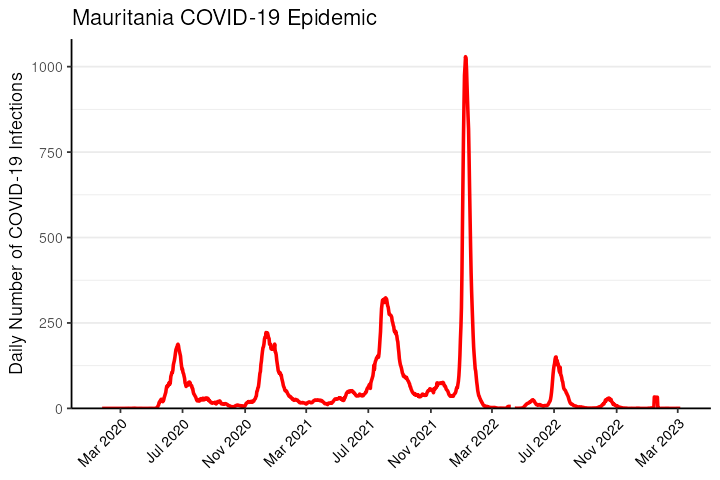 Mauritania COVID-19 Epidemic
Daily Number of COVID-19 Infections
1000
750
500
250
0
Mar 2020
Jul 2020
Nov 2020
Mar 2021
Jul 2021
Nov 2021
Mar 2022
Jul 2022
Nov 2022
Mar 2023